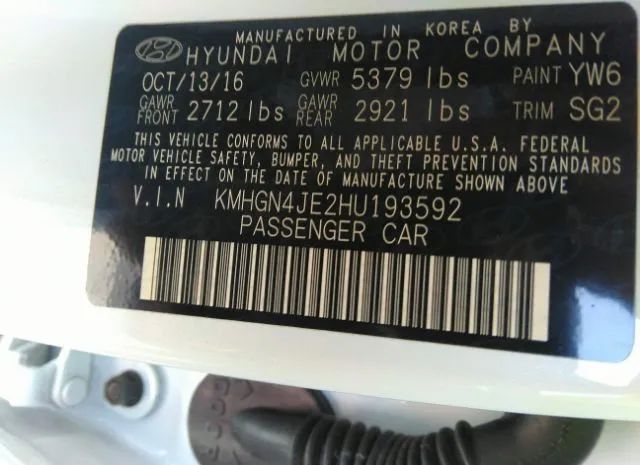 MANUFACTURED IN KOREA BY
HYUNDAI MOTOR COMPANY
OCT/13/16 GVWR 5379 lbs PAINT YW6
GAWR FRONT 2712 lbs GAWR REAR 2921 lbs TRIM SG2
THIS VEHICLE CONFORMS TO ALL APPLICABLE U.S.A. FEDERAL
MOTOR VEHICLE SAFETY, BUMPER, AND THEFT PREVENTION STANDARDS
IN EFFECT ON THE DATE OF MANUFACTURE SHOWN ABOVE
V.I.N KMHGN4JE2HU193592
PASSENGER CAR